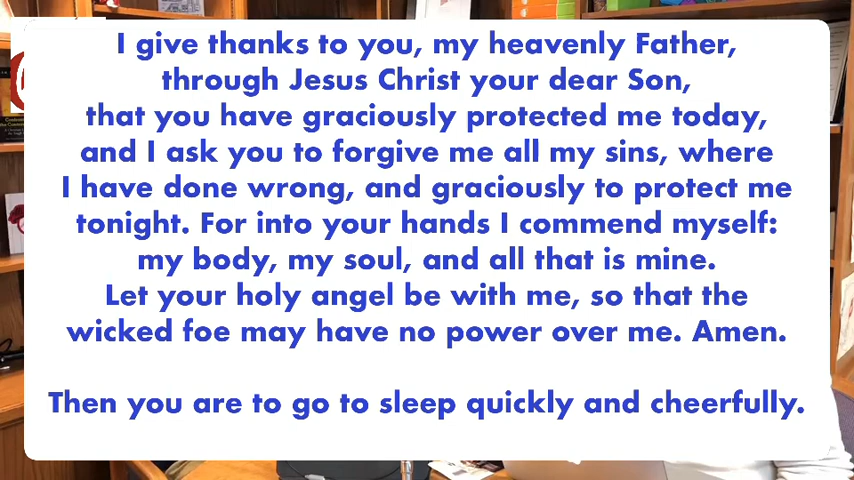 I give thanks to you, my heavenly Father,
through Jesus Christ your dear Son,
that you have graciously protected me today,
and I ask you to forgive me all my sins, where
I have done wrong, and graciously to protect me
tonight. For into your hands I commend myself:
my body, my soul, and all that is mine.
Let your holy angel be with me, so that the
wicked foe may have no power over me. Amen.
Then you are to go to sleep quickly and cheerfully.